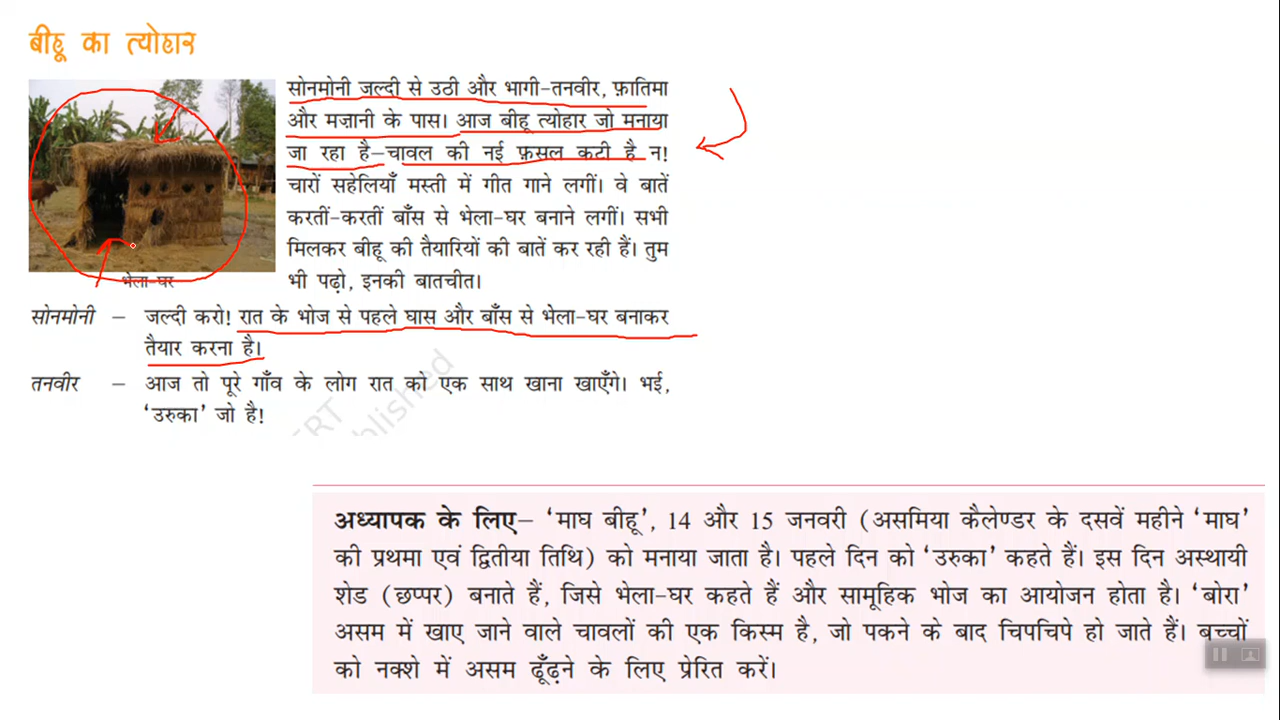 बीहू का त्योहार
सोनमोनी जल्दी से उठी और भागी–तनवीर, फ़ातिमा
और मज़ानी के पास। आज बीहू त्योहार जो मनाया
जा रहा है–चावल की नई फ़सल कटी है न!
चारों सहेलियाँ मस्ती में गीत गाने लगीं। वे बातें
करतीं-करतीं बाँस से भेला-घर बनाने लगीं। सभी
मिलकर बीहू की तैयारियों की बातें कर रही हैं। तुम
भी पढ़ो, इनकी बातचीत।
भेला-घर
सोनमोनी – जल्दी करो! रात के भोज से पहले घास और बाँस से भेला-घर बनाकर
तैयार करना है।
तनवीर – आज तो पूरे गाँव के लोग रात को एक साथ खाना खाएँगे। भई,
‘उरुका’ जो है!
अध्यापक के लिए– ‘माघ बीहू’, 14 और 15 जनवरी (असमिया कैलेण्डर के दसवें महीने ‘माघ’
की प्रथमा एवं द्वितीया तिथि) को मनाया जाता है। पहले दिन को ‘उरुका’ कहते हैं। इस दिन अस्थायी
शेड (छप्पर) बनाते हैं, जिसे भेला-घर कहते हैं और सामूहिक भोज का आयोजन होता है। ‘बोरा’
असम में खाए जाने वाले चावलों की एक किस्म है, जो पकने के बाद चिपचिपे हो जाते हैं। बच्चों
को नक्शे में असम ढूँढ़ने के लिए प्रेरित करें।